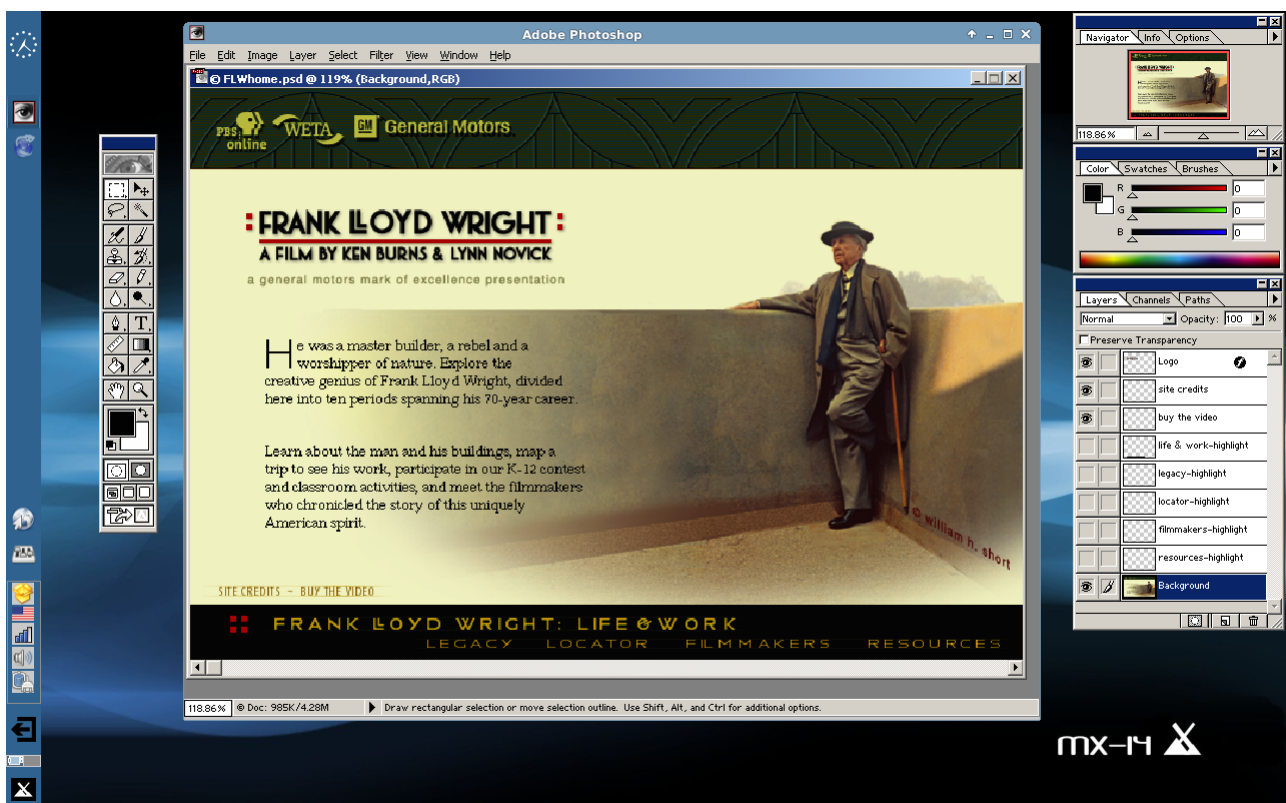 Adobe Photoshop
File Edit Image Layer Select Filter View Window Help
© FLWhome.psd @ 119% (Background,RGB)
PBS online WETA GM General Motors
FRANK LLOYD WRIGHT
A FILM BY KEN BURNS & LYNN NOVICK
a general motors mark of excellence presentation
He was a master builder, a rebel and a
worshipper of nature. Explore the
creative genius of Frank Lloyd Wright, divided
here into ten periods spanning his 70-year career.
Learn about the man and his buildings, map a
trip to see his work, participate in our K-12 contest
and classroom activities, and meet the filmmakers
who chronicled the story of this uniquely
American spirit.
© william h. short
SITE CREDITS - BUY THE VIDEO
FRANK LLOYD WRIGHT: LIFE & WORK
LEGACY LOCATOR FILMMAKERS RESOURCES
118.86% © Doc: 985K/4.28M Draw rectangular selection or move selection outline. Use Shift, Alt, and Ctrl for additional options.
Navigator Info Options
118.86%
Color Swatches Brushes
R 0
G 0
B 0
Layers Channels Paths
Normal Opacity: 100 %
Preserve Transparency
Logo
site credits
buy the video
life & work-highlight
legacy-highlight
locator-highlight
filmmakers-highlight
resources-highlight
Background
mx-14